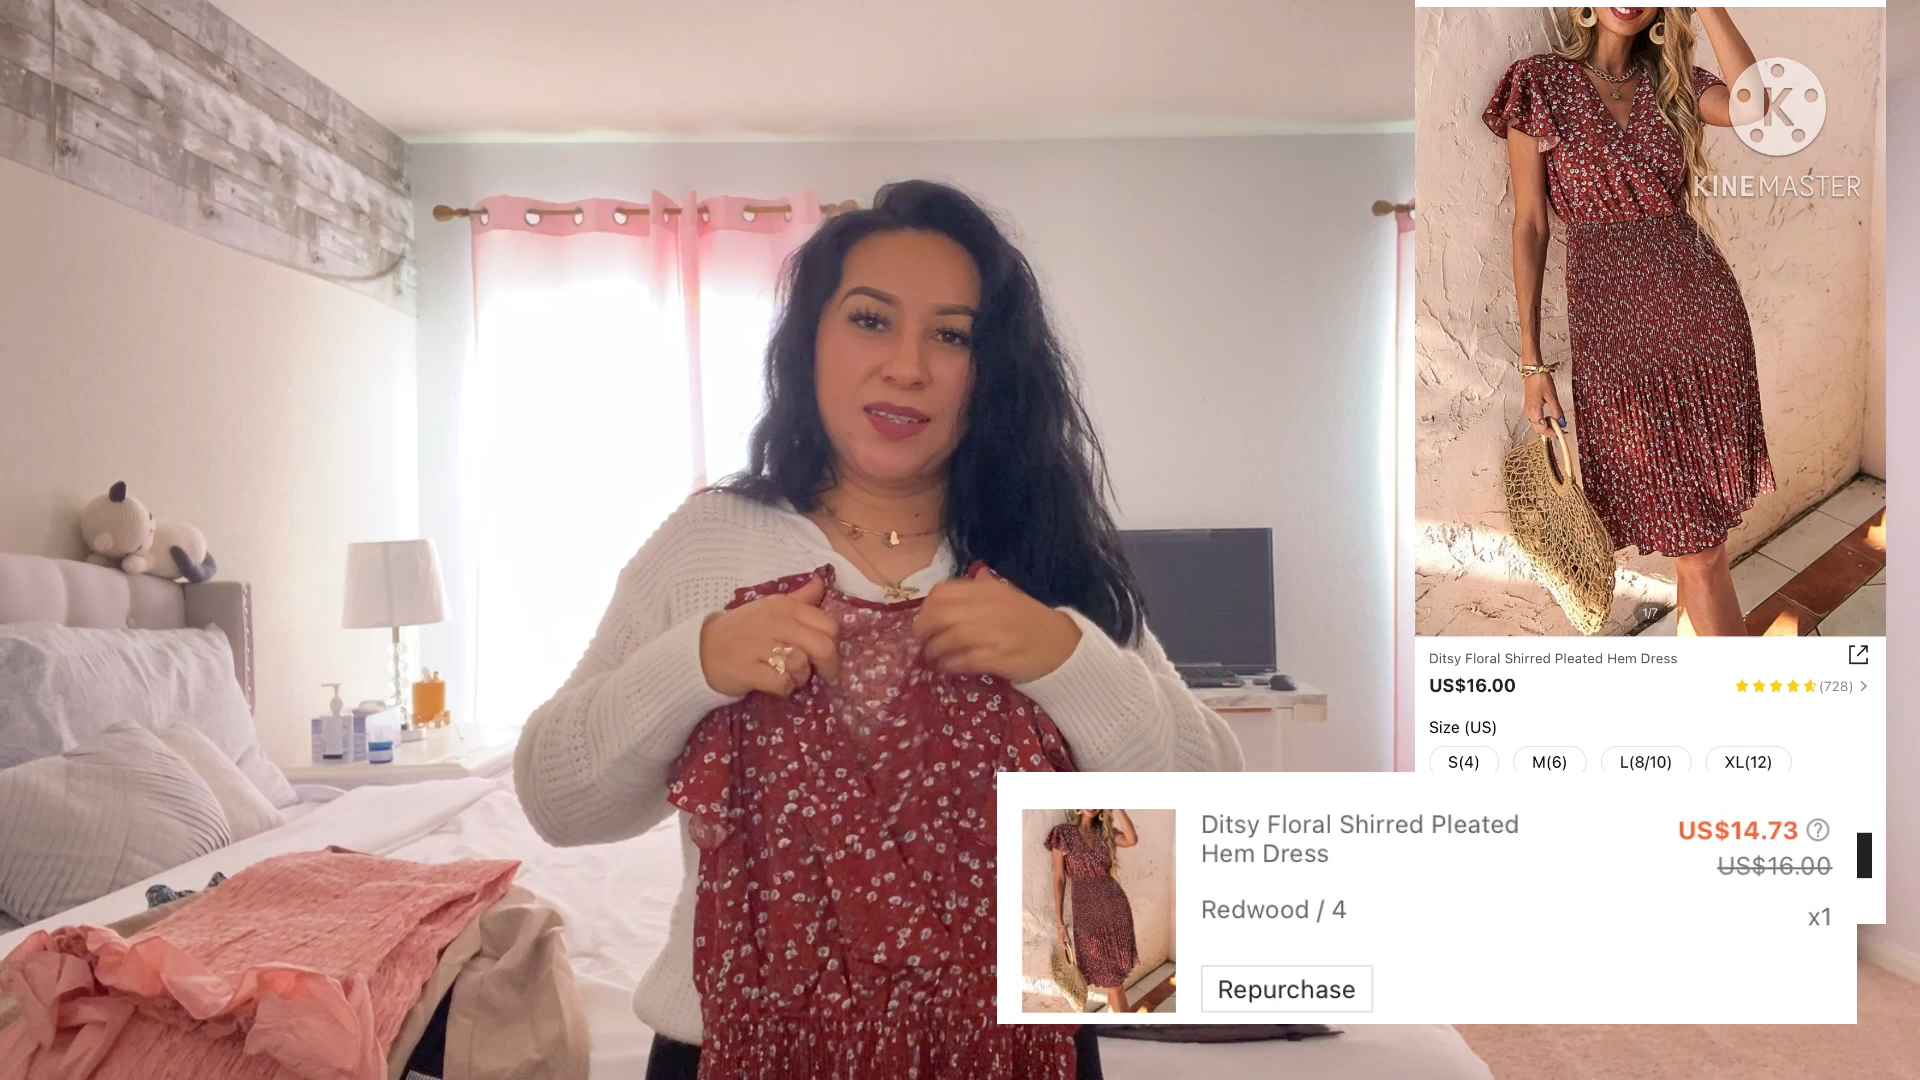 K
KINEMASTER
1/7
Ditsy Floral Shirred Pleated Hem Dress
US$16.00
(728)
Size (US)
S(4)
M(6)
L(8/10)
XL(12)
Ditsy Floral Shirred Pleated
Hem Dress
US$14.73
US$16.00
Redwood / 4
x1
Repurchase